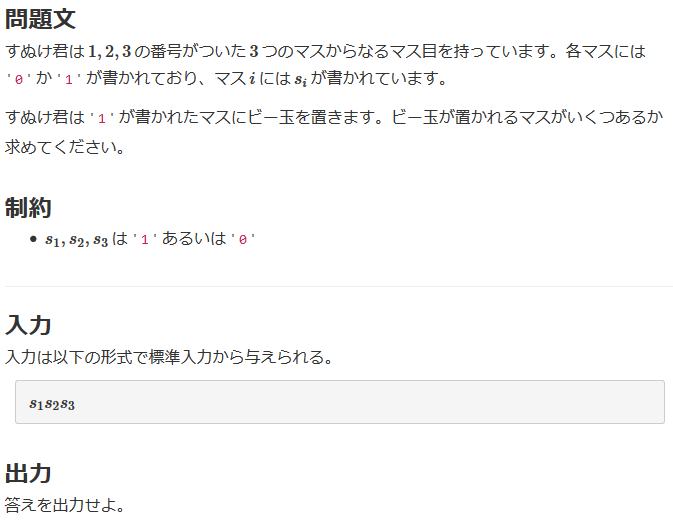 問題文
すぬけ君は 1, 2, 3 の番号がついた 3 つのマスからなるマス目を持っています。各マスには
'0' か '1' が書かれており、マス i には s₁ が書かれています。
すぬけ君は '1' が書かれたマスにビー玉を置きます。ビー玉が置かれるマスがいくつあるか
求めてください。
制約
● s₁, s₂, s₃ は '1' あるいは '0'
入力
入力は以下の形式で標準入力から与えられる。
s₁s₂s₃
出力
答えを出力せよ。